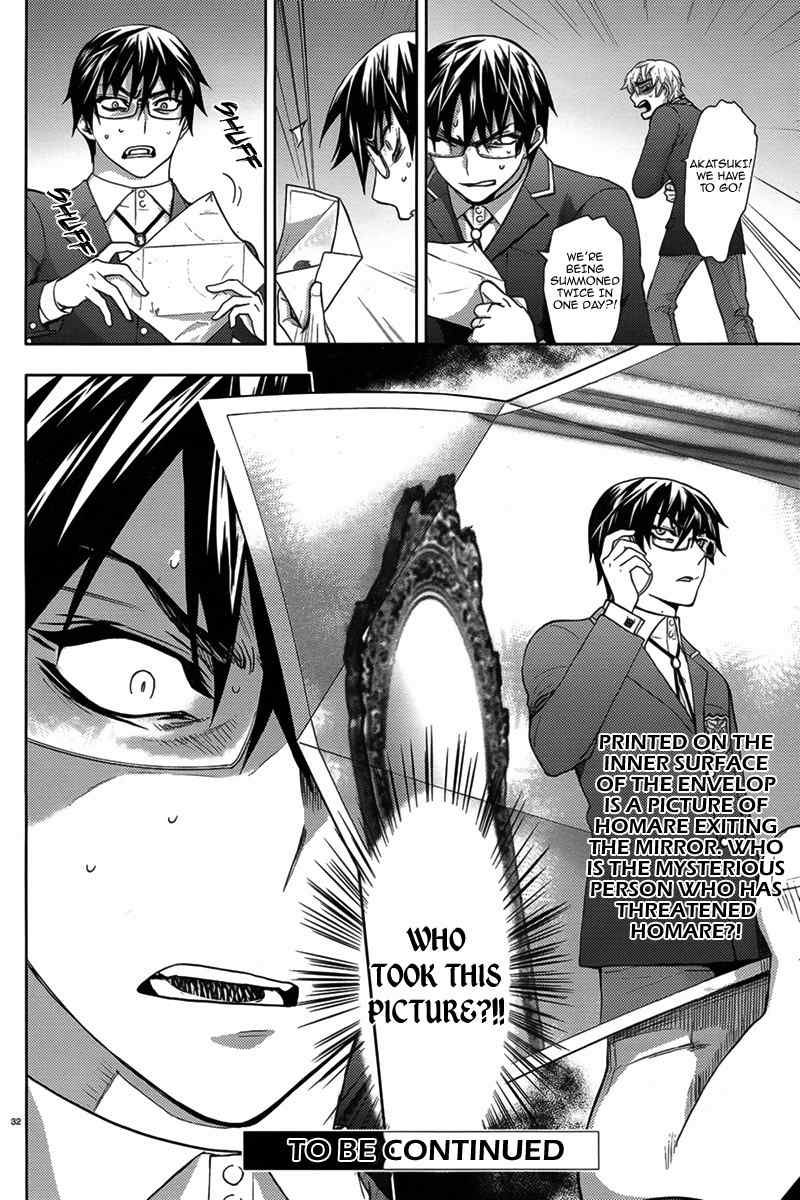 AKATSUKI!
WE HAVE
TO GO!
WE'RE
BEING
SUMMONED
TWICE IN
ONE DAY?!
SHUFF
SHUFF
PRINTED ON THE
INNER SURFACE
OF THE ENVELOP
IS A PICTURE OF
HOMARE EXITING
THE MIRROR. WHO
IS THE MYSTERIOUS
PERSON WHO HAS
THREATENED
HOMARE?!
WHO
TOOK THIS
PICTURE?!!
32
TO BE CONTINUED